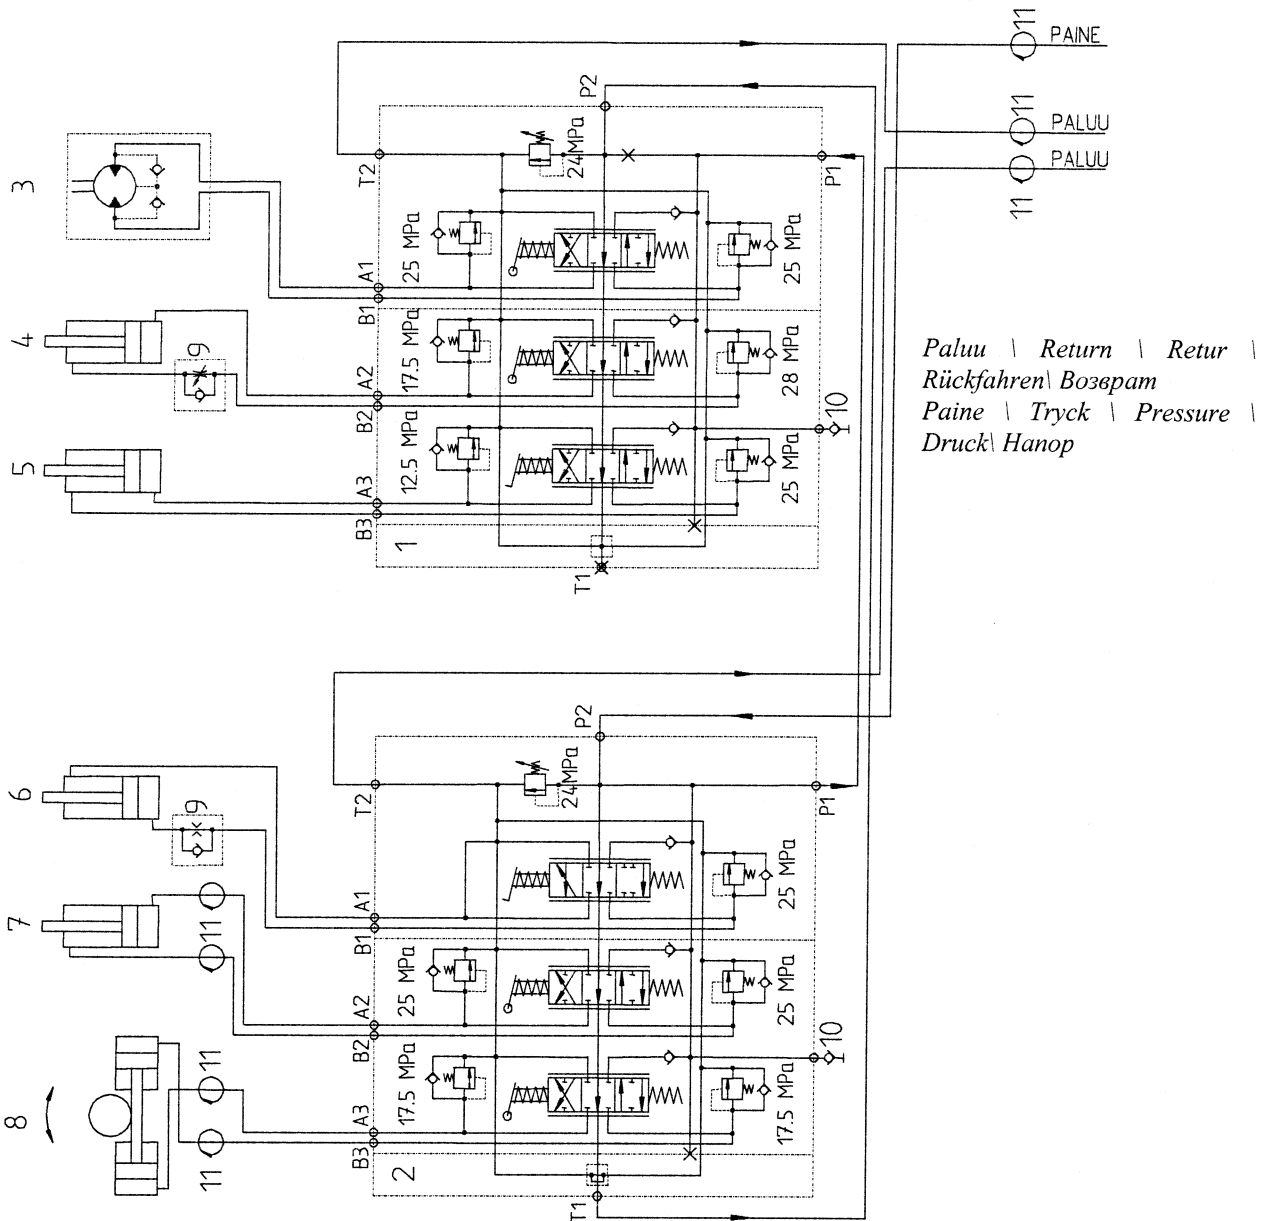 11
PAINE
11
PALUU
11
PALUU
P2
T2
24MPa
P1
3
25 MPa
A1
B1
25 MPa
4
9
17.5 MPa
A2
B2
28 MPa
10
5
12.5 MPa
A3
B3
25 MPa
1
T1
Paluu \ Return \ Retur \
Rückfahren\ Возврат
Paine \ Tryck \ Pressure \
Druck\ Напор
P2
T2
24MPa
P1
6
9
A1
B1
25 MPa
7
11
25 MPa
A2
B2
25 MPa
10
8
11
11
17.5 MPa
A3
B3
17.5 MPa
2
T1